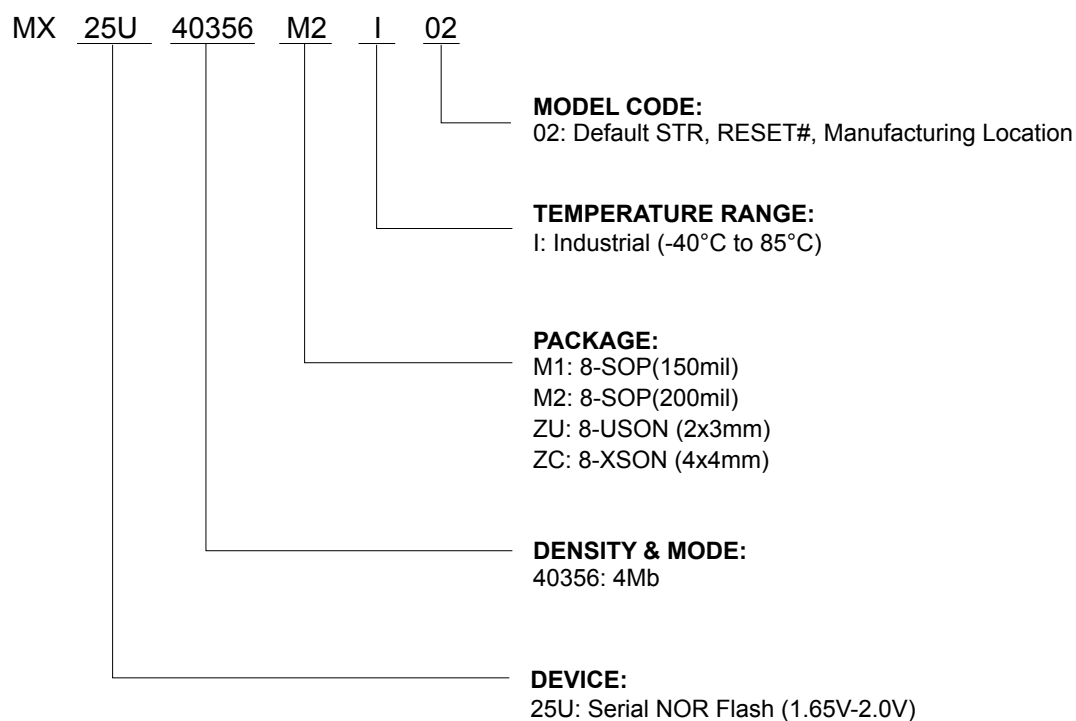 MX 25U 40356 M2 I 02
MODEL CODE:
02: Default STR, RESET#, Manufacturing Location
TEMPERATURE RANGE:
I: Industrial (-40°C to 85°C)
PACKAGE:
M1: 8-SOP(150mil)
M2: 8-SOP(200mil)
ZU: 8-USON (2x3mm)
ZC: 8-XSON (4x4mm)
DENSITY & MODE:
40356: 4Mb
DEVICE:
25U: Serial NOR Flash (1.65V-2.0V)